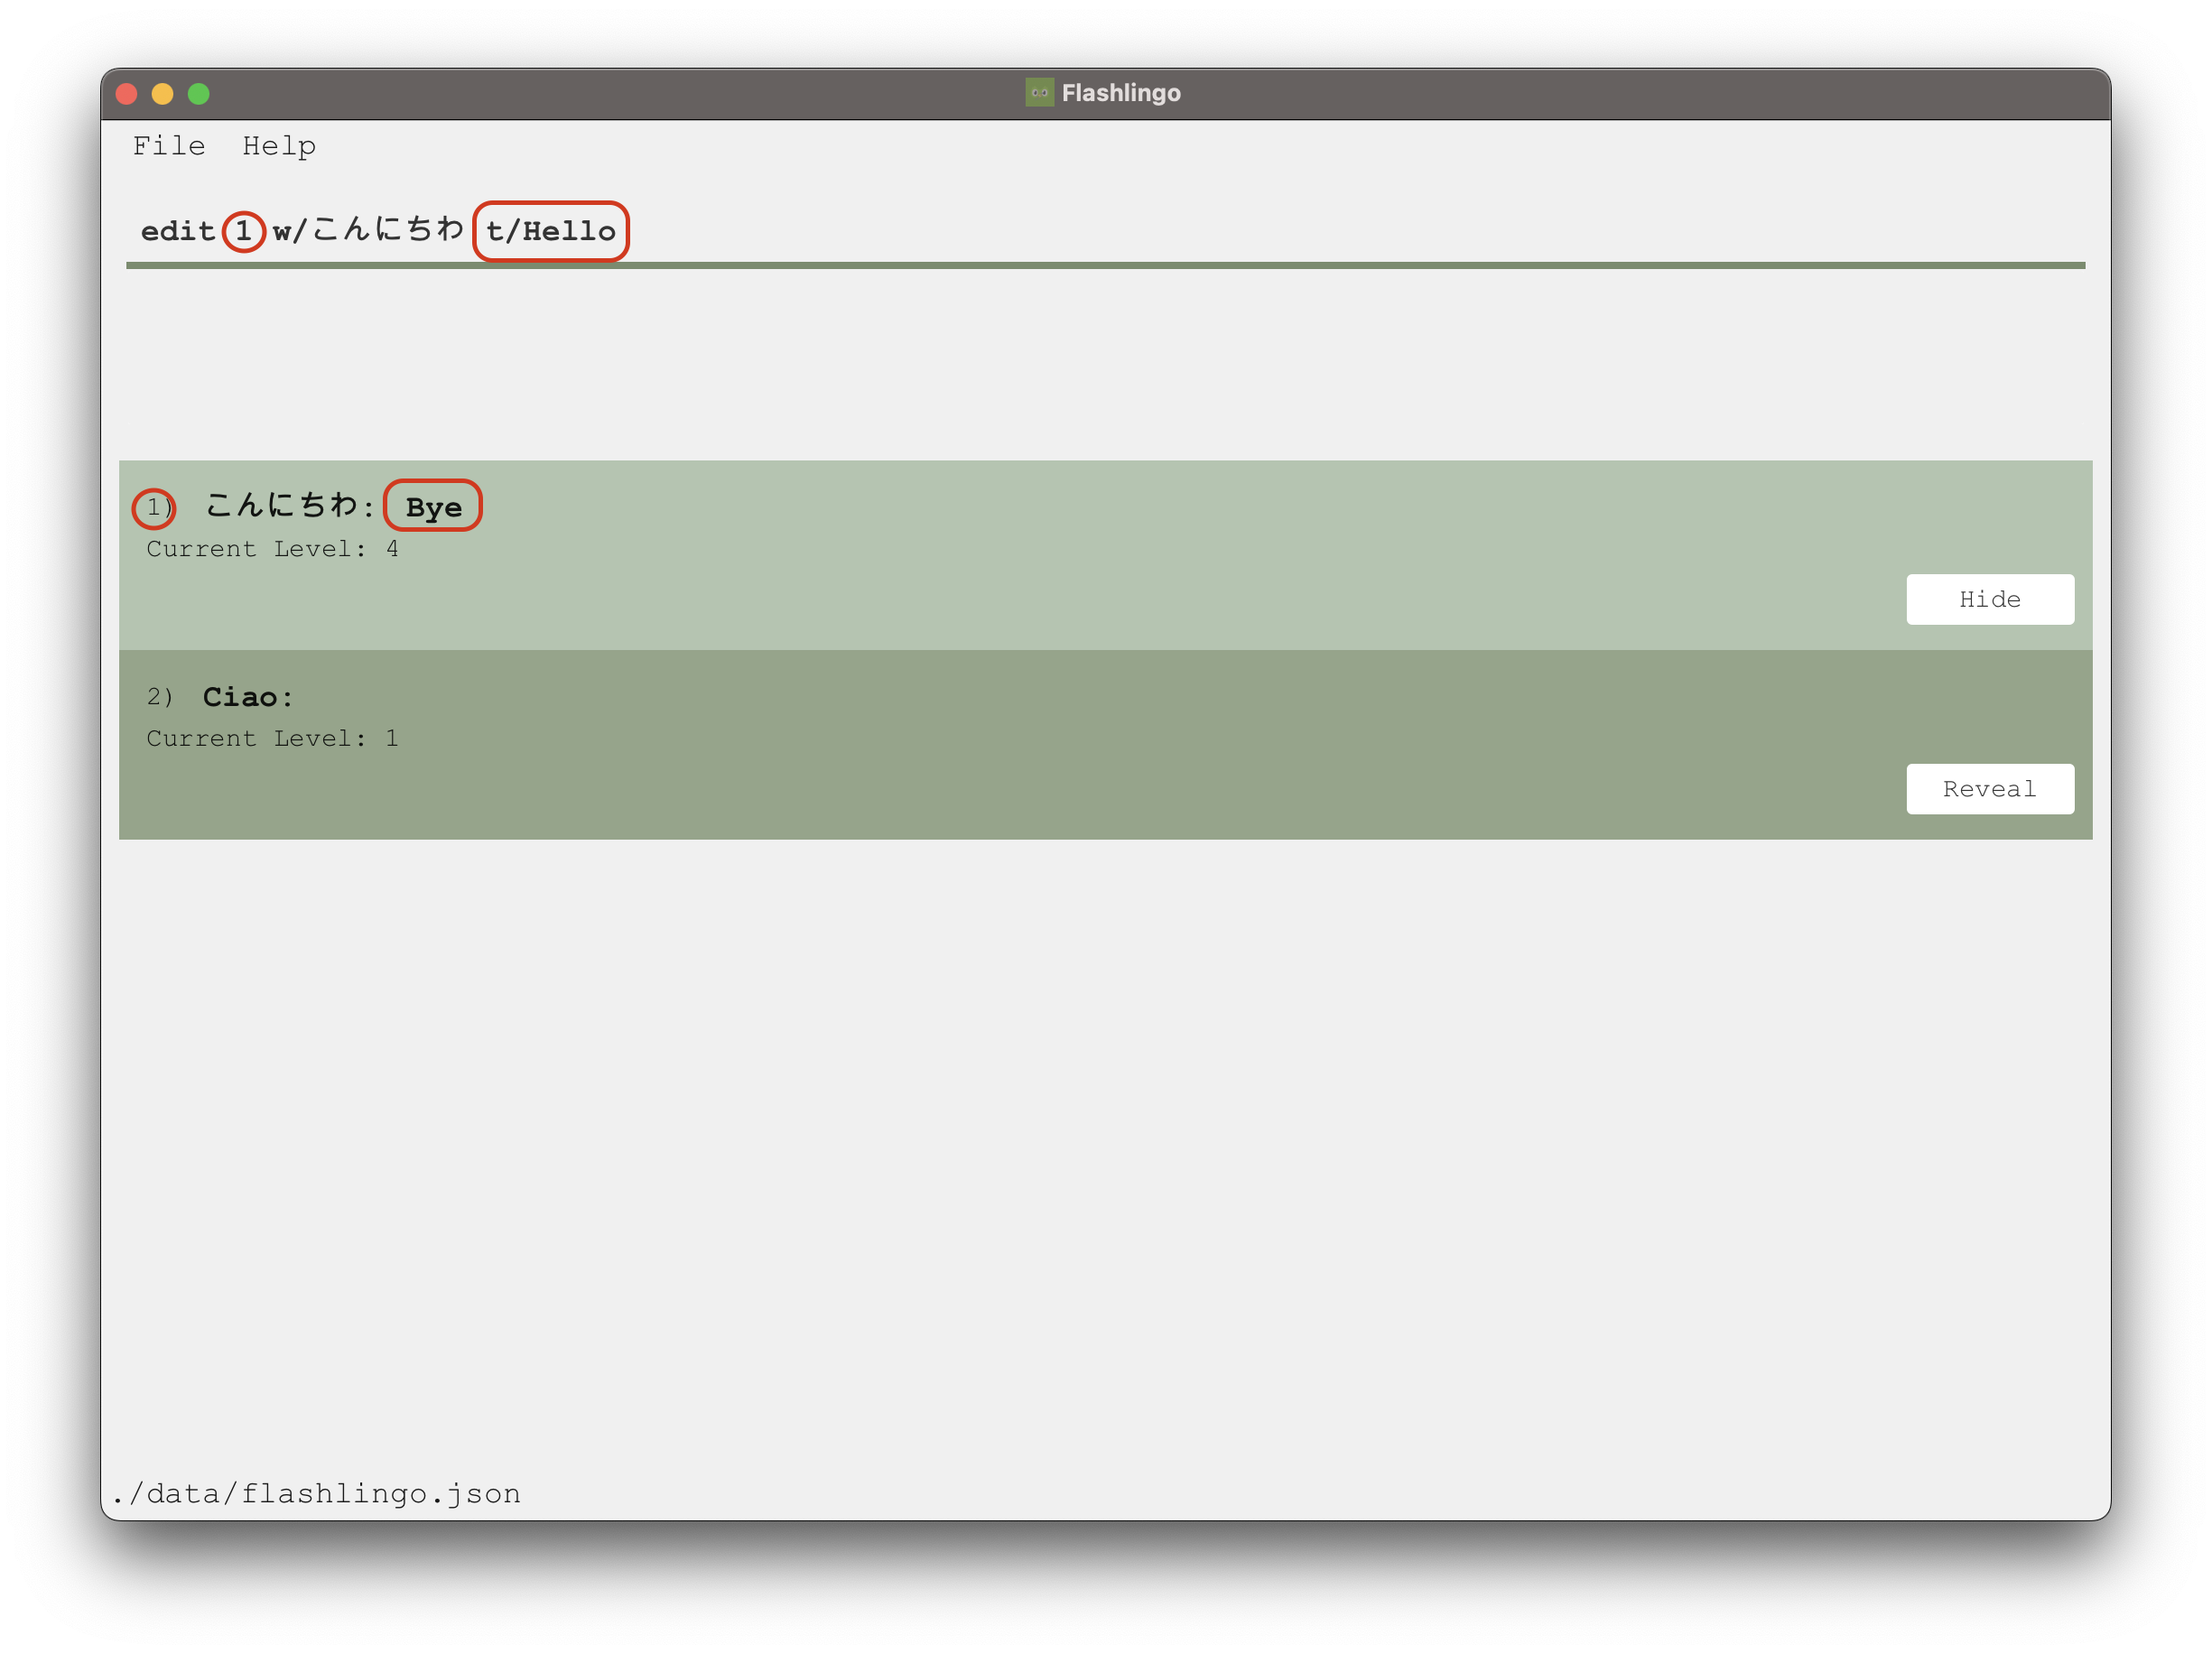 Flashlingo
File Help
edit 1 w/こんにちわ t/Hello
1) こんにちわ: Bye
Current Level: 4
Hide
2) Ciao:
Current Level: 1
Reveal
./data/flashlingo.json